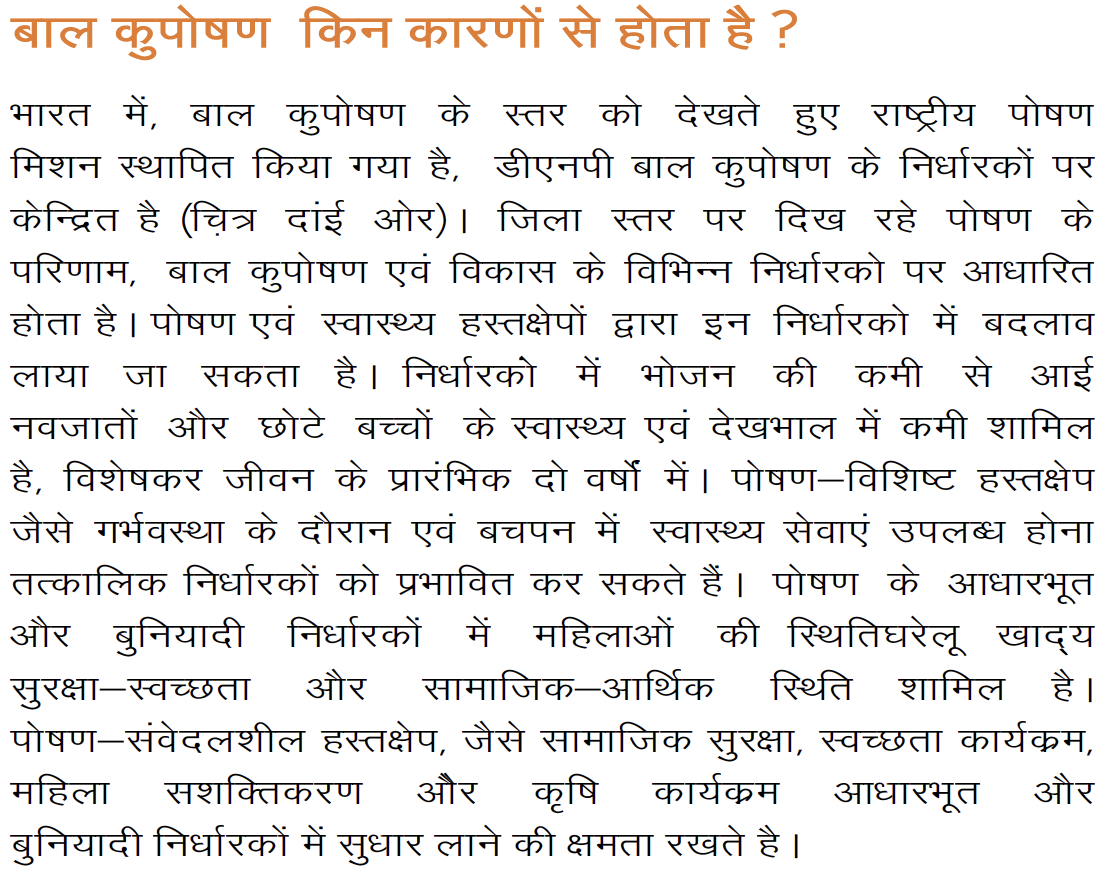 बाल कुपोषण किन कारणों से होता है ?
भारत में, बाल कुपोषण के स्तर को देखते हुए राष्ट्रीय पोषण
मिशन स्थापित किया गया है, डीएनपी बाल कुपोषण के निर्धारकों पर
केन्द्रित है (चि़त्र दांई ओर)। जिला स्तर पर दिख रहे पोषण के
परिणाम, बाल कुपोषण एवं विकास के विभिन्न निर्धारको पर आधारित
होता है। पोषण एवं स्वास्थ्य हस्तक्षेपों द्वारा इन निर्धारको में बदलाव
लाया जा सकता है। निर्धारकों में भोजन की कमी से आई
नवजातों और छोटे बच्चों के स्वास्थ्य एवं देखभाल में कमी शामिल
है, विशेषकर जीवन के प्रारंभिक दो वर्षों में। पोषण–विशिष्ट हस्तक्षेप
जैसे गर्भवस्था के दौरान एवं बचपन में स्वास्थ्य सेवाएं उपलब्ध होना
तत्कालिक निर्धारकों को प्रभावित कर सकते हैं। पोषण के आधारभूत
और बुनियादी निर्धारकों में महिलाओं की स्थितिघरेलू खाद्य
सुरक्षा–स्वच्छता और सामाजिक–आर्थिक स्थिति शामिल है।
पोषण–संवेदलशील हस्तक्षेप, जैसे सामाजिक सुरक्षा, स्वच्छता कार्यक्रम,
महिला सशक्तिकरण और कृषि कार्यक्रम आधारभूत और
बुनियादी निर्धारकों में सुधार लाने की क्षमता रखते है।